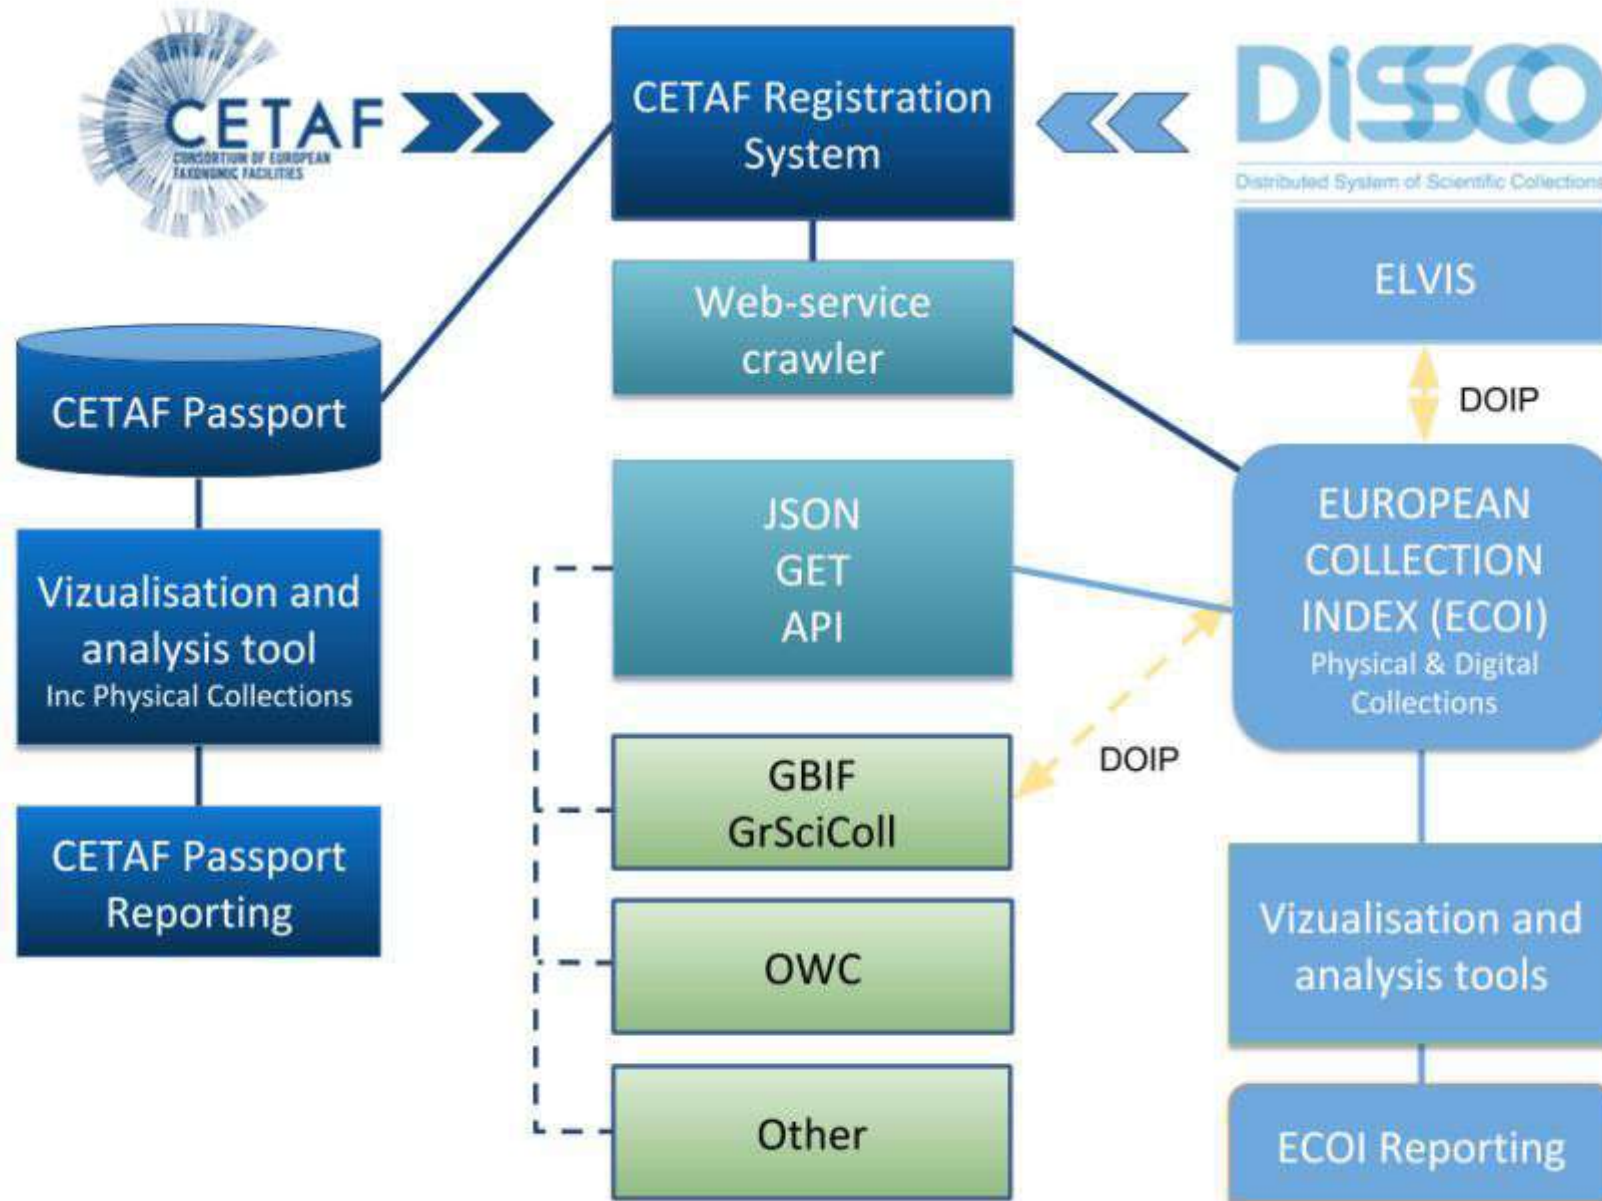 CETAF
CONSORTIUM OF EUROPEAN
TAXONOMIC FACILITIES
CETAF Registration
System
DiSSCO
Distributed System of Scientific Collections
ELVIS
Web-service
crawler
DOIP
CETAF Passport
JSON
GET
API
EUROPEAN
COLLECTION
INDEX (ECOI)
Physical & Digital
Collections
Vizualisation and
analysis tool
Inc Physical Collections
DOIP
GBIF
GrSciColl
CETAF Passport
Reporting
OWC
Vizualisation and
analysis tools
Other
ECOI Reporting